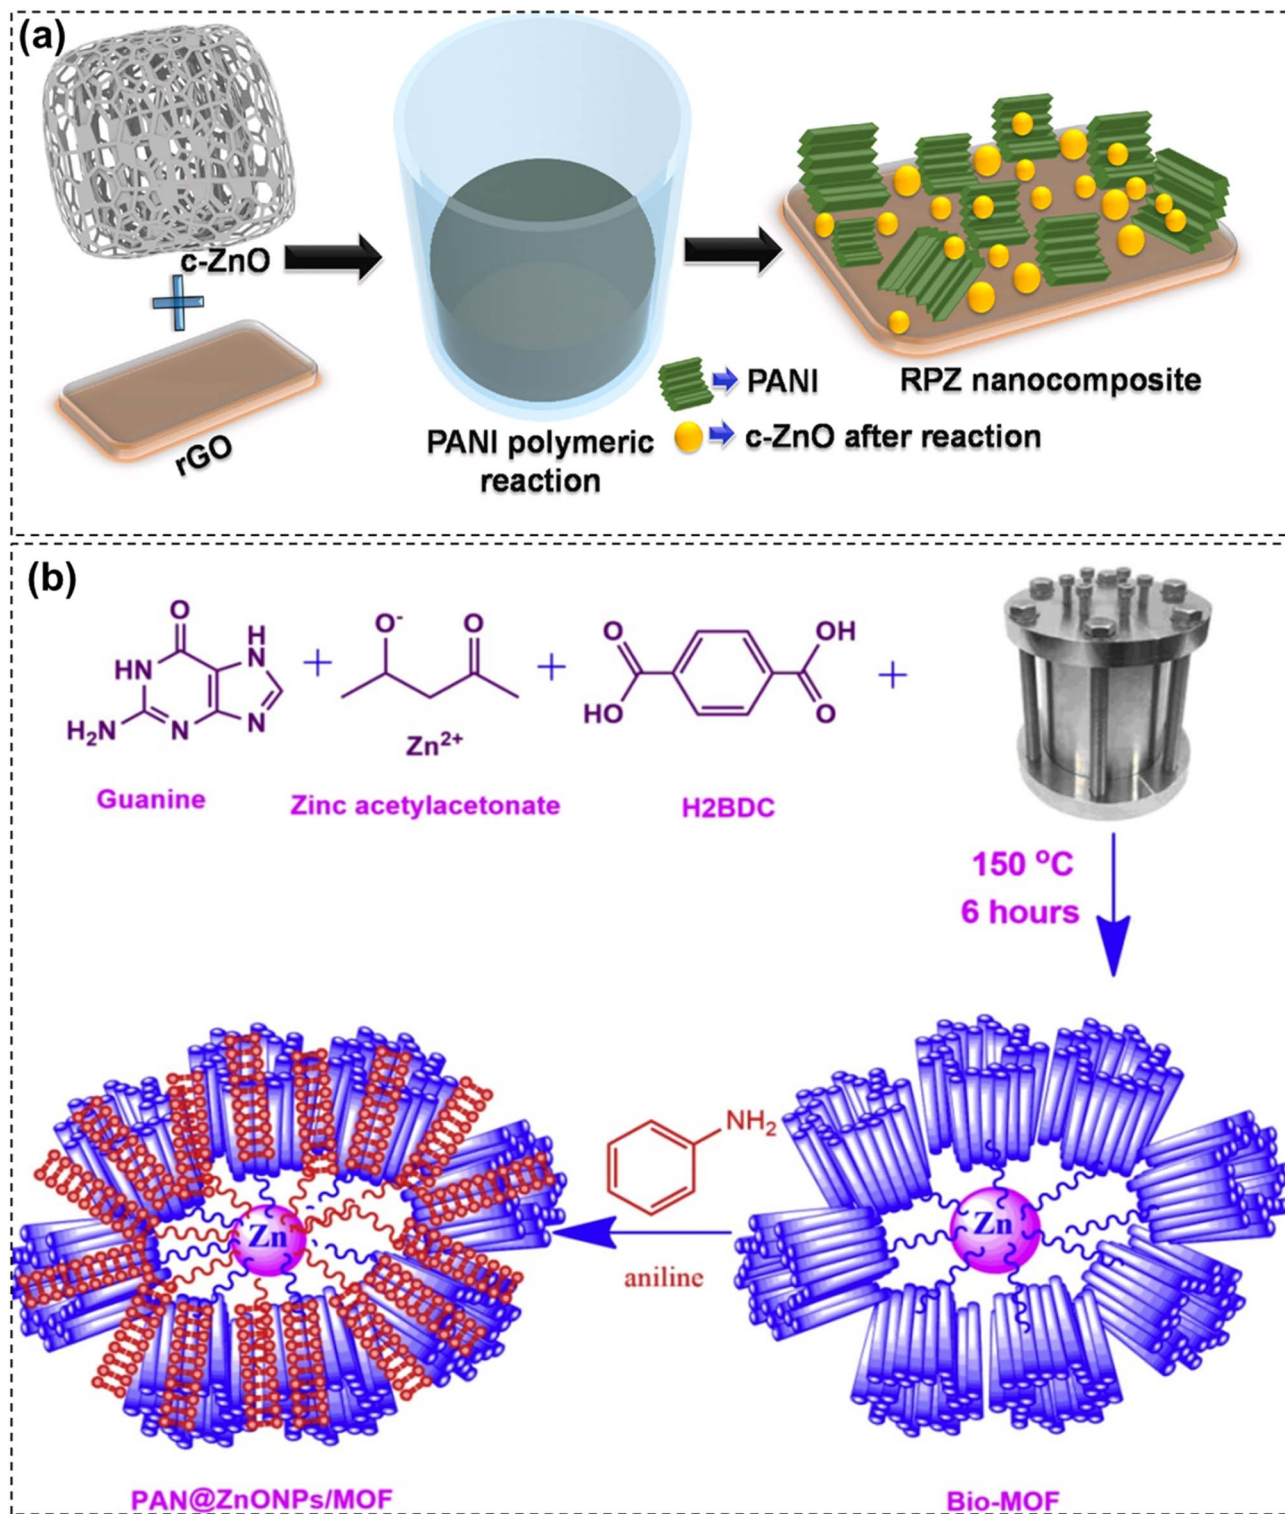 (a)
c-ZnO
rGO
PANI polymeric
reaction
PANI
c-ZnO after reaction
RPZ nanocomposite
(b)
O
HN
H
N
H₂N
N
N
Guanine
+
O⁻
O
Zn²⁺
Zinc acetylacetonate
+
O
OH
HO
O
H2BDC
+
150 °C
6 hours
Zn
Bio-MOF
NH₂
aniline
Zn
PAN@ZnONPs/MOF